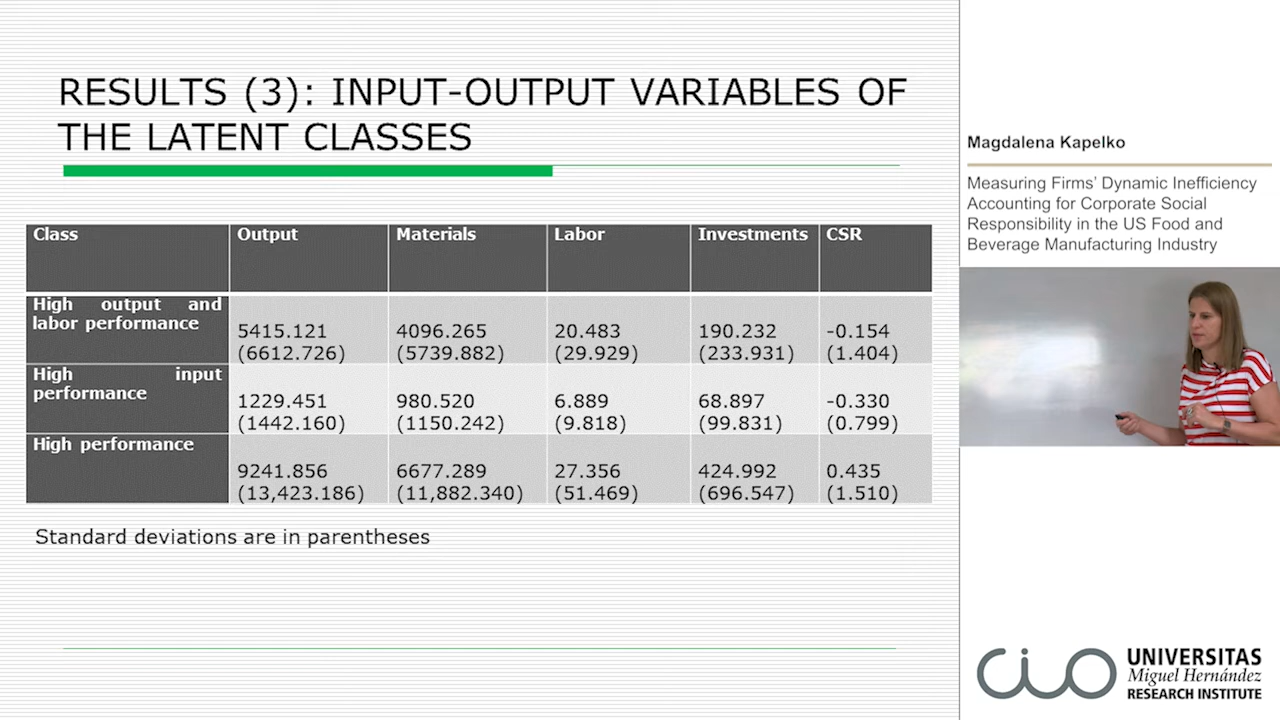 RESULTS (3): INPUT-OUTPUT VARIABLES OF
THE LATENT CLASSES
Class Output Materials Labor Investments CSR
High output and
labor performance
5415.121 4096.265 20.483 190.232 -0.154
(6612.726) (5739.882) (29.929) (233.931) (1.404)
High input
performance
1229.451 980.520 6.889 68.897 -0.330
(1442.160) (1150.242) (9.818) (99.831) (0.799)
High performance
9241.856 6677.289 27.356 424.992 0.435
(13,423.186) (11,882.340) (51.469) (696.547) (1.510)
Standard deviations are in parentheses
Magdalena Kapelko
Measuring Firms' Dynamic Inefficiency
Accounting for Corporate Social
Responsibility in the US Food and
Beverage Manufacturing Industry
cio
UNIVERSITAS
Miguel Hernández
RESEARCH INSTITUTE